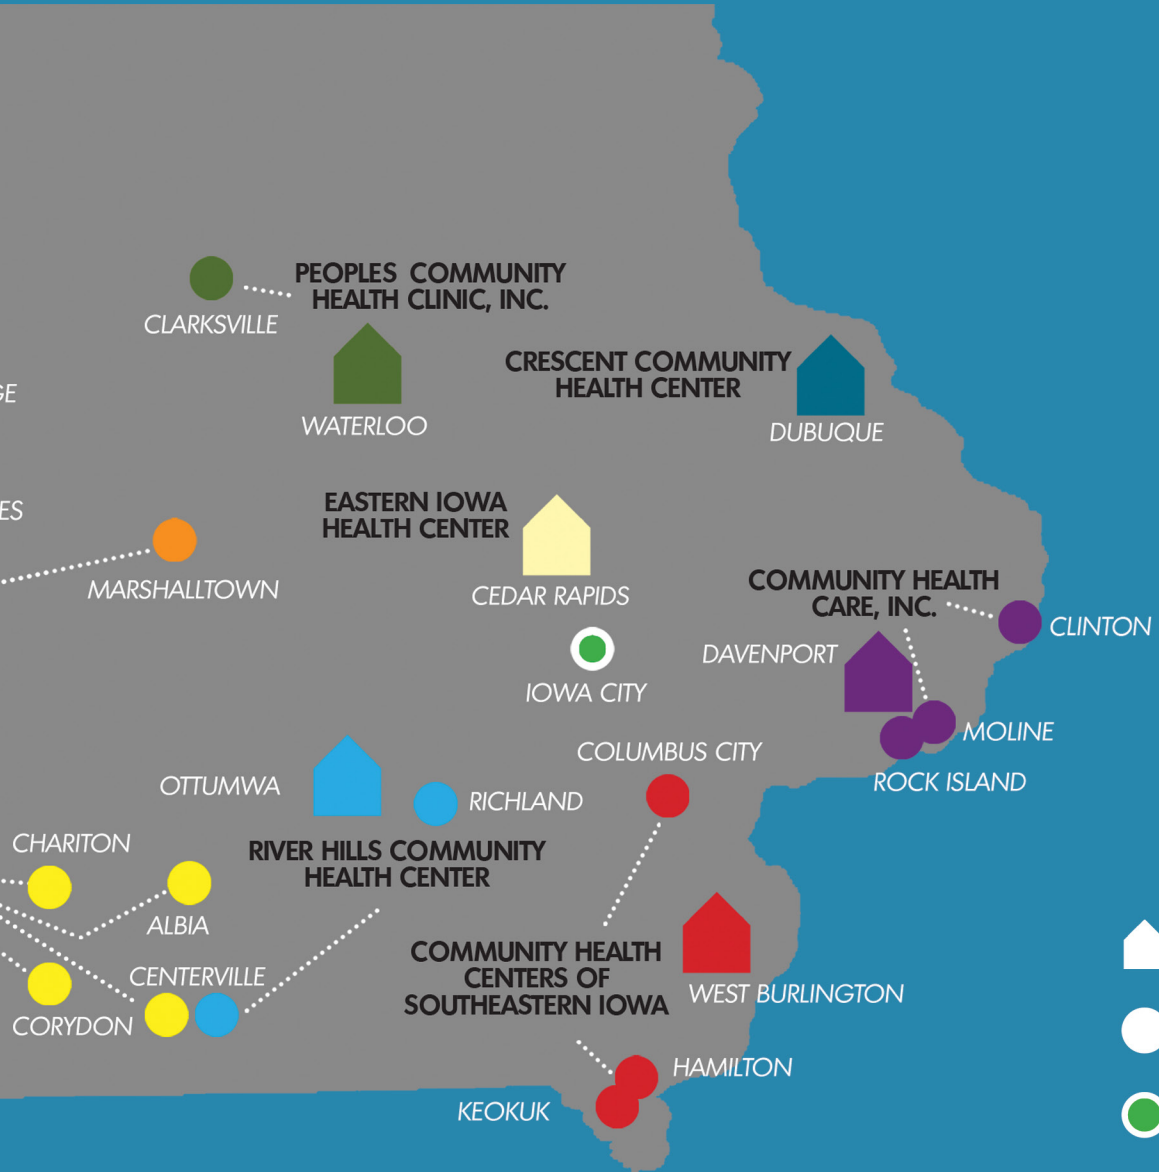 PEOPLES COMMUNITY
HEALTH CLINIC, INC.
CLARKSVILLE
WATERLOO
CRESCENT COMMUNITY
HEALTH CENTER
DUBUQUE
GE
ES
EASTERN IOWA
HEALTH CENTER
CEDAR RAPIDS
MARSHALLTOWN
COMMUNITY HEALTH
CARE, INC.
CLINTON
DAVENPORT
IOWA CITY
MOLINE
ROCK ISLAND
COLUMBUS CITY
OTTUMWA
RICHLAND
RIVER HILLS COMMUNITY
HEALTH CENTER
CHARITON
ALBIA
CENTERVILLE
CORYDON
COMMUNITY HEALTH
CENTERS OF
SOUTHEASTERN IOWA
WEST BURLINGTON
HAMILTON
KEOKUK